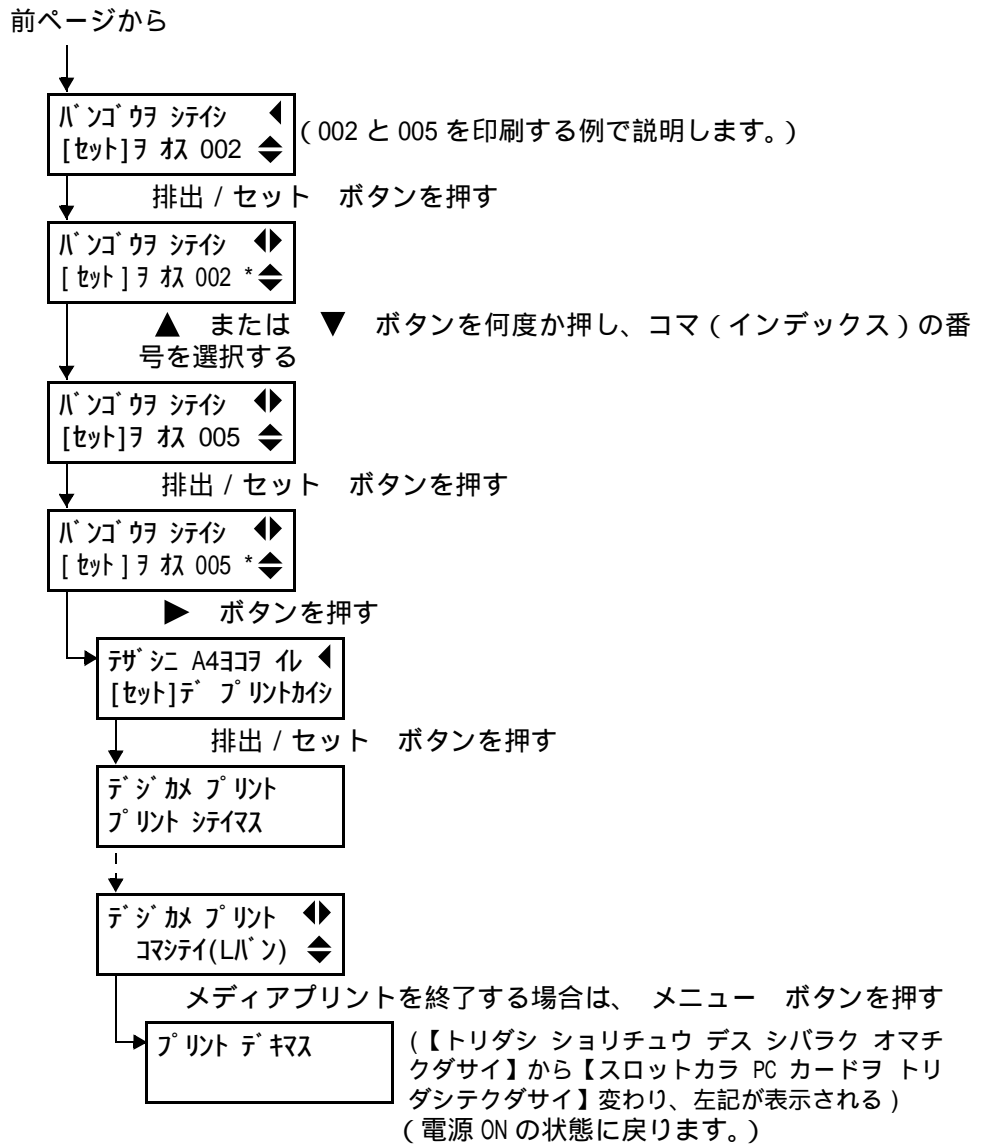 前ページから
ﾊﾞﾝｺﾞｳｦ ｼﾃｲｼ ◀
[ｾｯﾄ]ｦ ｵｽ 002 ◆
(002 と 005 を印刷する例で説明します。)
排出 / セット　ボタンを押す
ﾊﾞﾝｺﾞｳｦ ｼﾃｲｼ ◀▶
[ｾｯﾄ]ｦ ｵｽ 002 *◆
▲　または　▼　ボタンを何度か押し、コマ(インデックス)の番
号を選択する
ﾊﾞﾝｺﾞｳｦ ｼﾃｲｼ ◀▶
[ｾｯﾄ]ｦ ｵｽ 005 ◆
排出 / セット　ボタンを押す
ﾊﾞﾝｺﾞｳｦ ｼﾃｲｼ ◀▶
[ｾｯﾄ]ｦ ｵｽ 005 *◆
▶　ボタンを押す
ﾃｻﾞｼﾆ A4ﾖｺｦ ｲﾚ ◀
[ｾｯﾄ]ﾃﾞ ﾌﾟﾘﾝﾄｶｲｼ
排出 / セット　ボタンを押す
ﾃﾞｼﾞｶﾒ ﾌﾟﾘﾝﾄ
ﾌﾟﾘﾝﾄ ｼﾃｲﾏｽ
ﾃﾞｼﾞｶﾒ ﾌﾟﾘﾝﾄ ◀▶
ｺﾏｼﾃｲ(Lﾊﾞﾝ) ◆
メディアプリントを終了する場合は、 メニュー　ボタンを押す
ﾌﾟﾘﾝﾄ ﾃﾞｷﾏｽ
(【トリダシ ショリチュウ デス シバラク オマチ
クダサイ】から【スロットカラ PC カードヲ トリ
ダシテクダサイ】変わり、左記が表示される)
(電源 ON の状態に戻ります。)